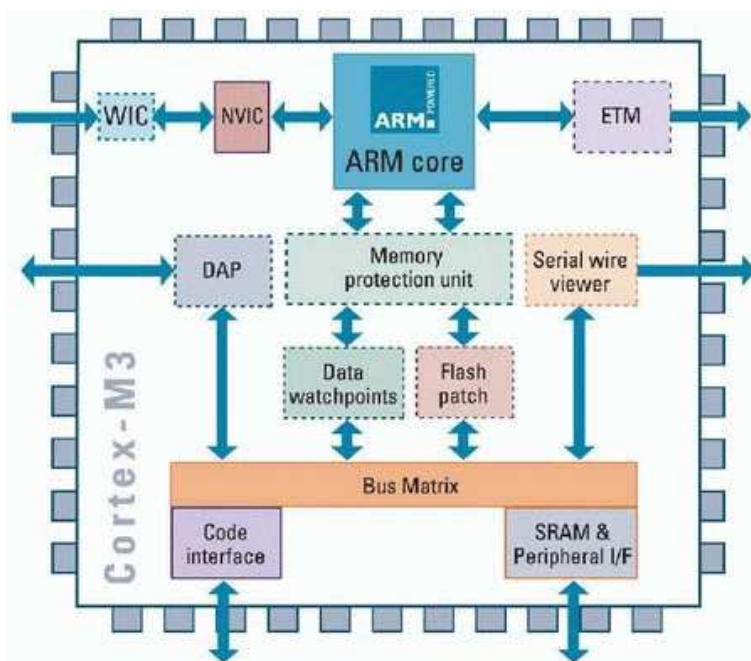 WIC
NVIC
ARM
POWERED
ARM core
ETM
DAP
Memory
protection unit
Serial wire
viewer
Data
watchpoints
Flash
patch
Cortex-M3
Bus Matrix
Code
interface
SRAM &
Peripheral I/F